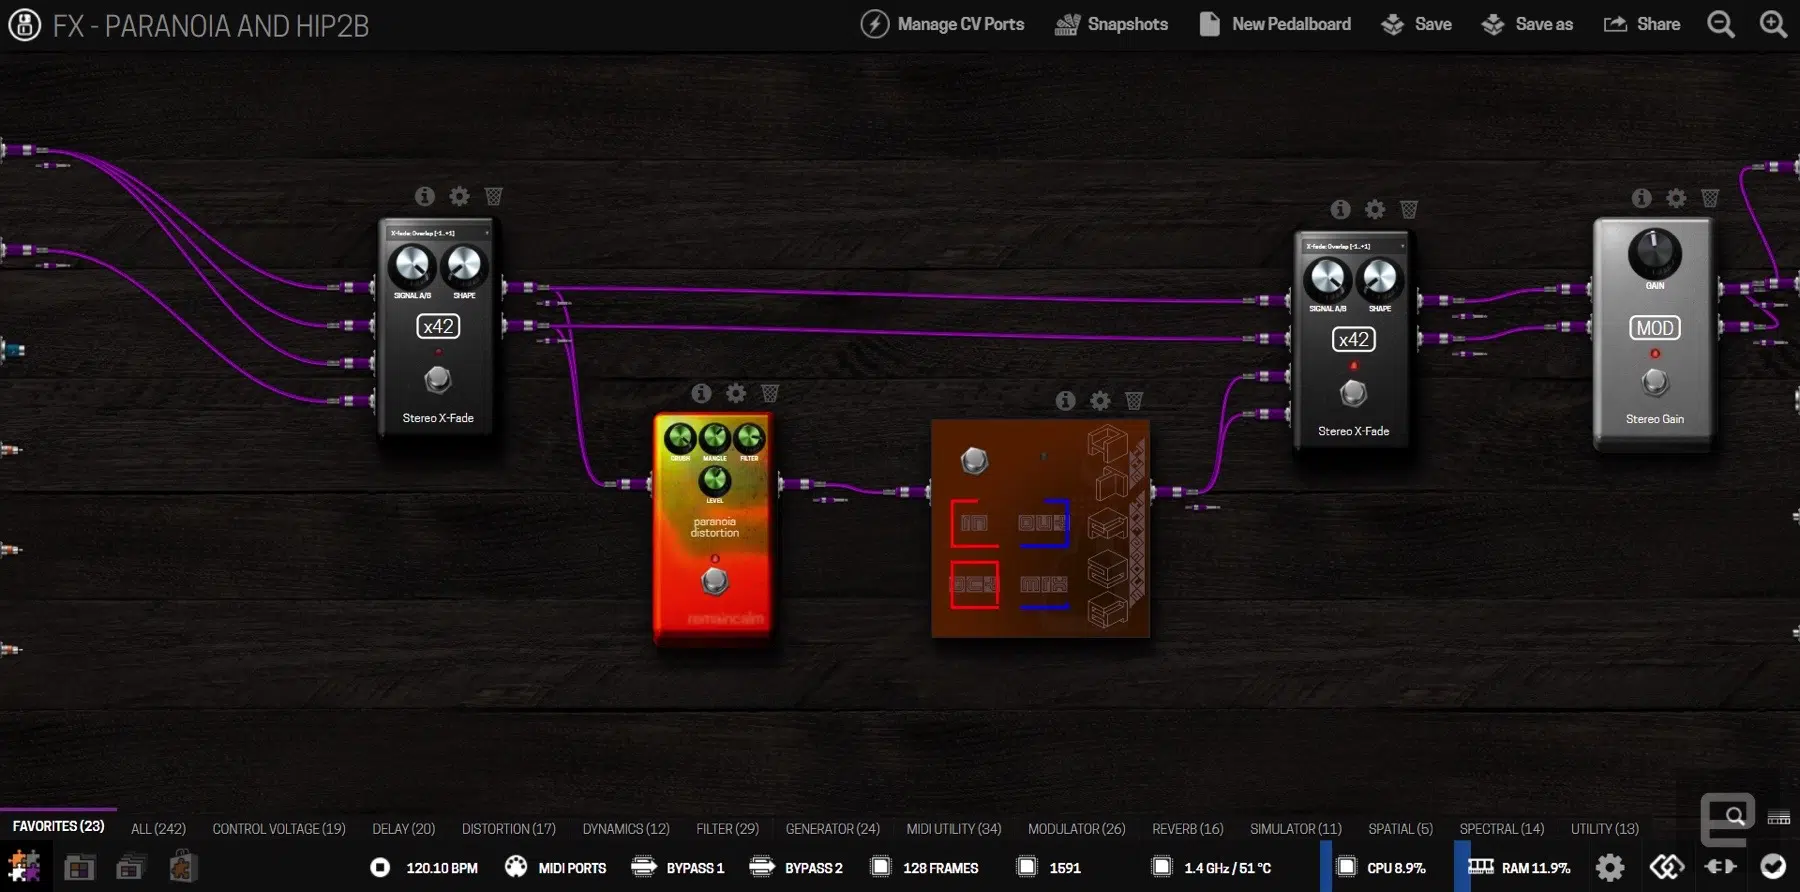 FX - PARANOIA AND HIP2B
Manage CV Ports
Snapshots
New Pedalboard
Save
Save as
Share
X-fade: Overlap [-1..+1]
SIGNAL A/B
SHAPE
x42
Stereo X-Fade
CRUSH
MANGLE
FILTER
LEVEL
paranoia
distortion
remaincalm
IN
OUT
OCT
MIX
X-fade: Overlap [-1..+1]
SIGNAL A/B
SHAPE
x42
Stereo X-Fade
GAIN
MOD
Stereo Gain
FAVORITES (23)
ALL (242)
CONTROL VOLTAGE (19)
DELAY (20)
DISTORTION (17)
DYNAMICS (12)
FILTER (29)
GENERATOR (24)
MIDI UTILITY (34)
MODULATOR (26)
REVERB (16)
SIMULATOR (11)
SPATIAL (5)
SPECTRAL (14)
UTILITY (13)
120.10 BPM
MIDI PORTS
BYPASS 1
BYPASS 2
128 FRAMES
1591
1.4 GHz / 51 °C
CPU 8.9%
RAM 11.9%